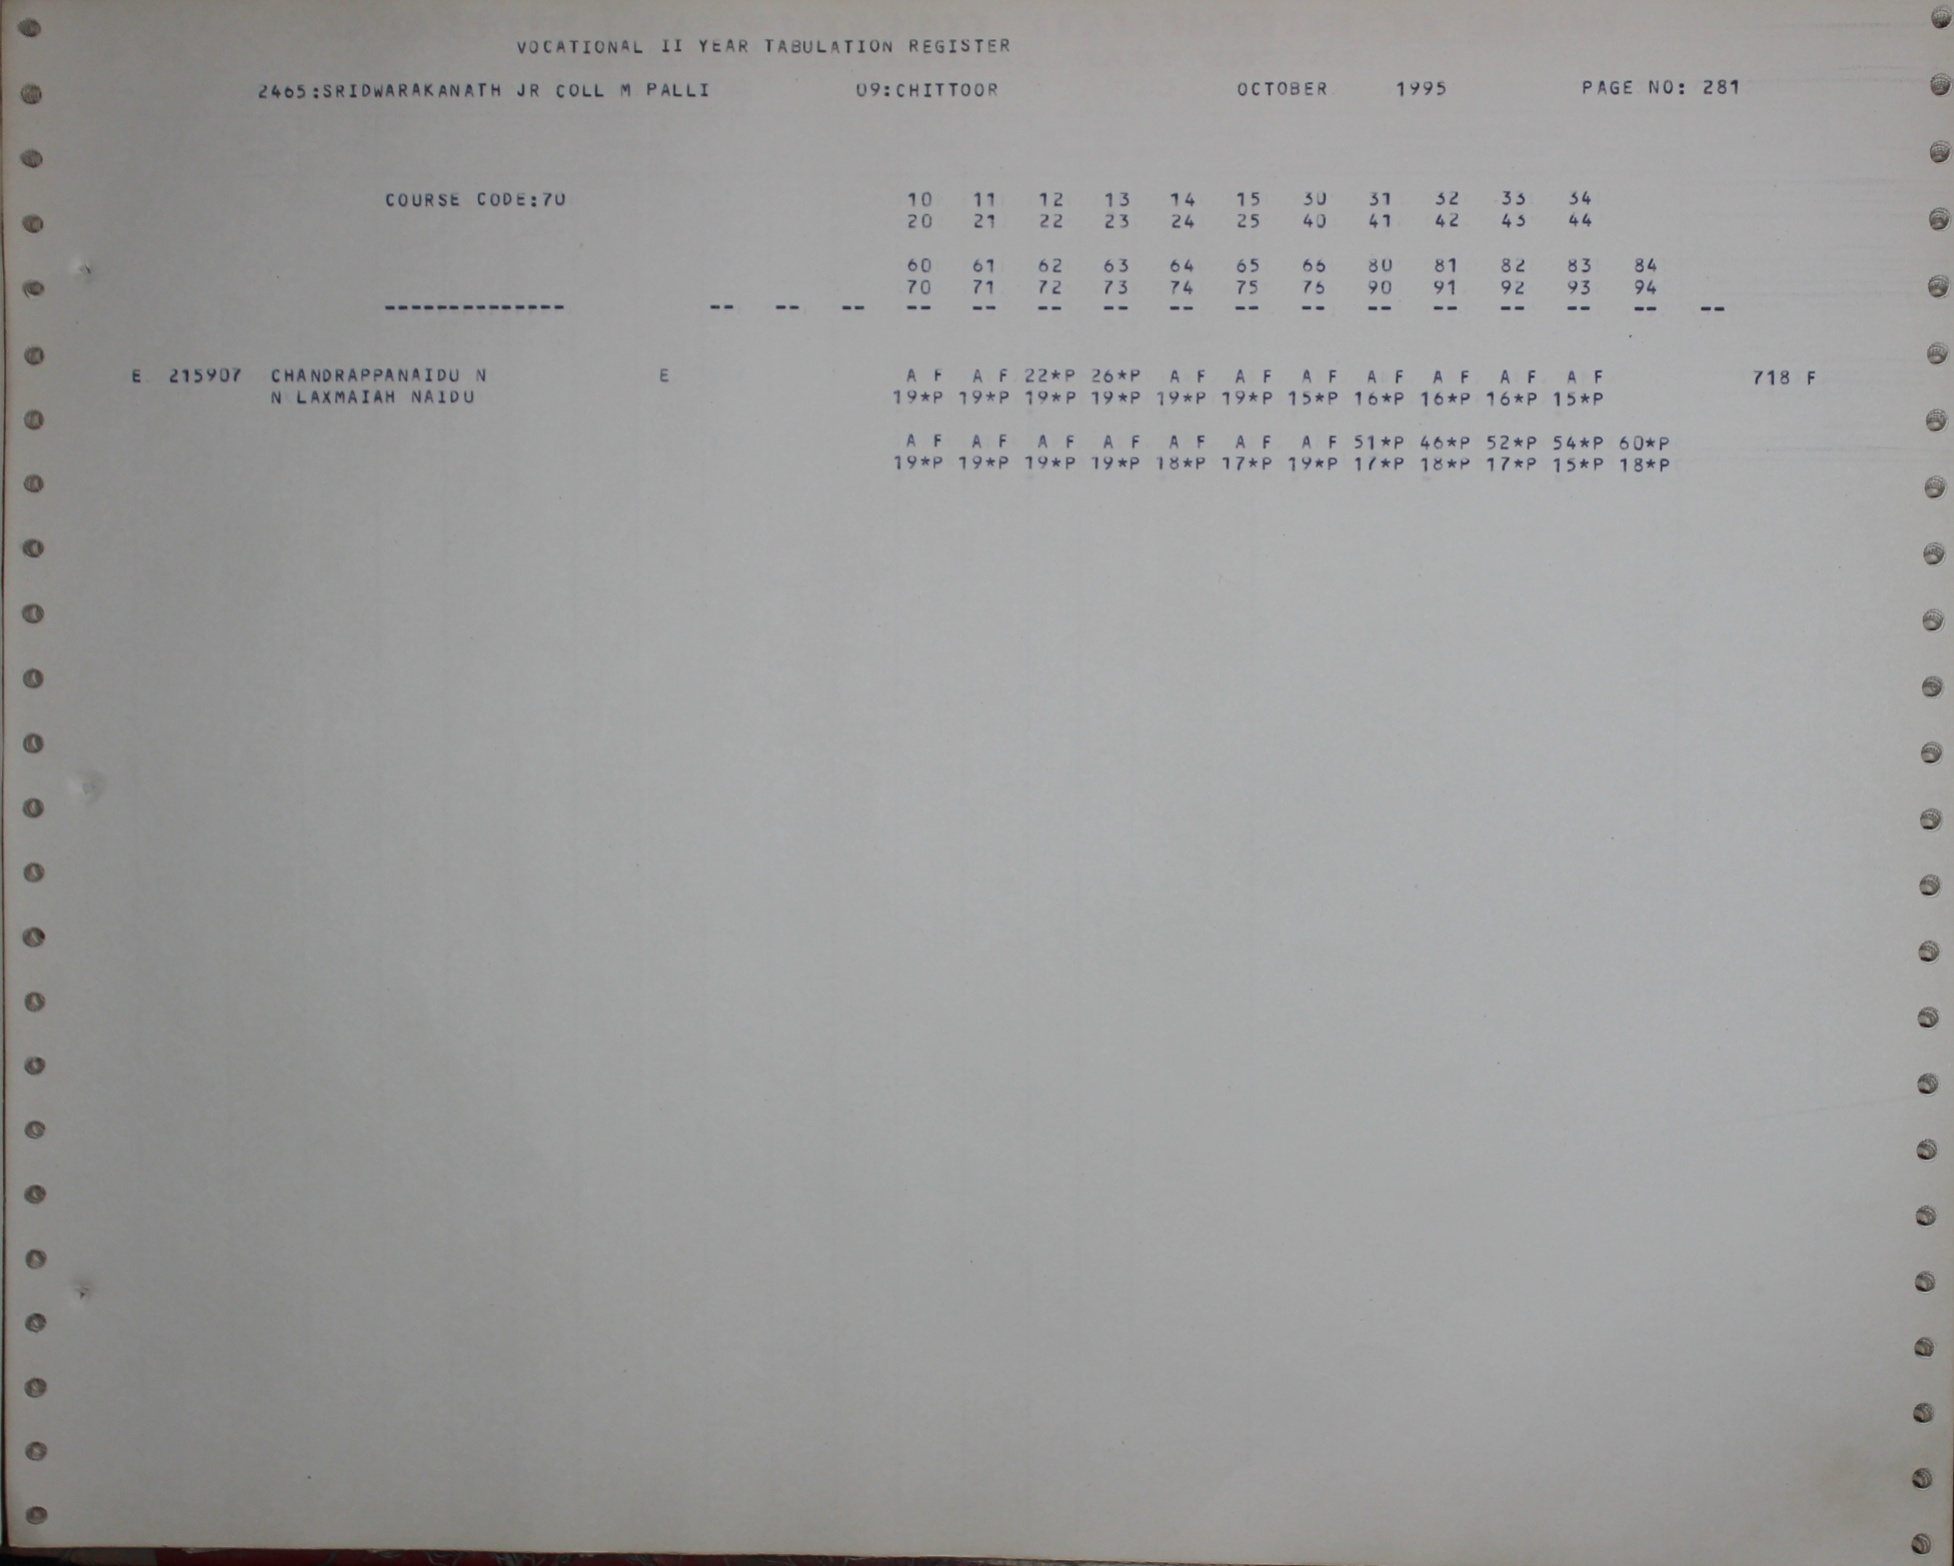 VOCATIONAL II YEAR TABULATION REGISTER
2465:SRIDWARAKANATH JR COLL M PALLI 09:CHITTOOR OCTOBER 1995 PAGE NO: 281
COURSE CODE:70 10 11 12 13 14 15 30 31 32 33 34
20 21 22 23 24 25 40 41 42 43 44
60 61 62 63 64 65 66 80 81 82 83 84
70 71 72 73 74 75 76 90 91 92 93 94
-------------- -- -- -- -- -- -- -- -- -- -- -- -- -- -- -- --
E 215907 CHANDRAPPANAIDU N E A F A F 22*P 26*P A F A F A F A F A F A F A F 718 F
N LAXMAIAH NAIDU 19*P 19*P 19*P 19*P 19*P 19*P 15*P 16*P 16*P 16*P 15*P
A F A F A F A F A F A F A F 51*P 46*P 52*P 54*P 60*P
19*P 19*P 19*P 19*P 18*P 17*P 19*P 17*P 18*P 17*P 15*P 18*P